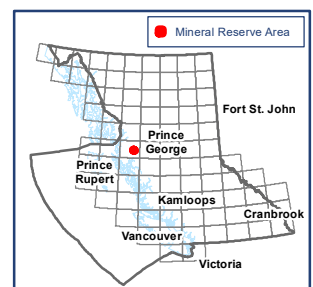 Mineral Reserve Area
Fort St. John
Prince
George
Prince
Rupert
Kamloops
Cranbrook
Vancouver
Victoria